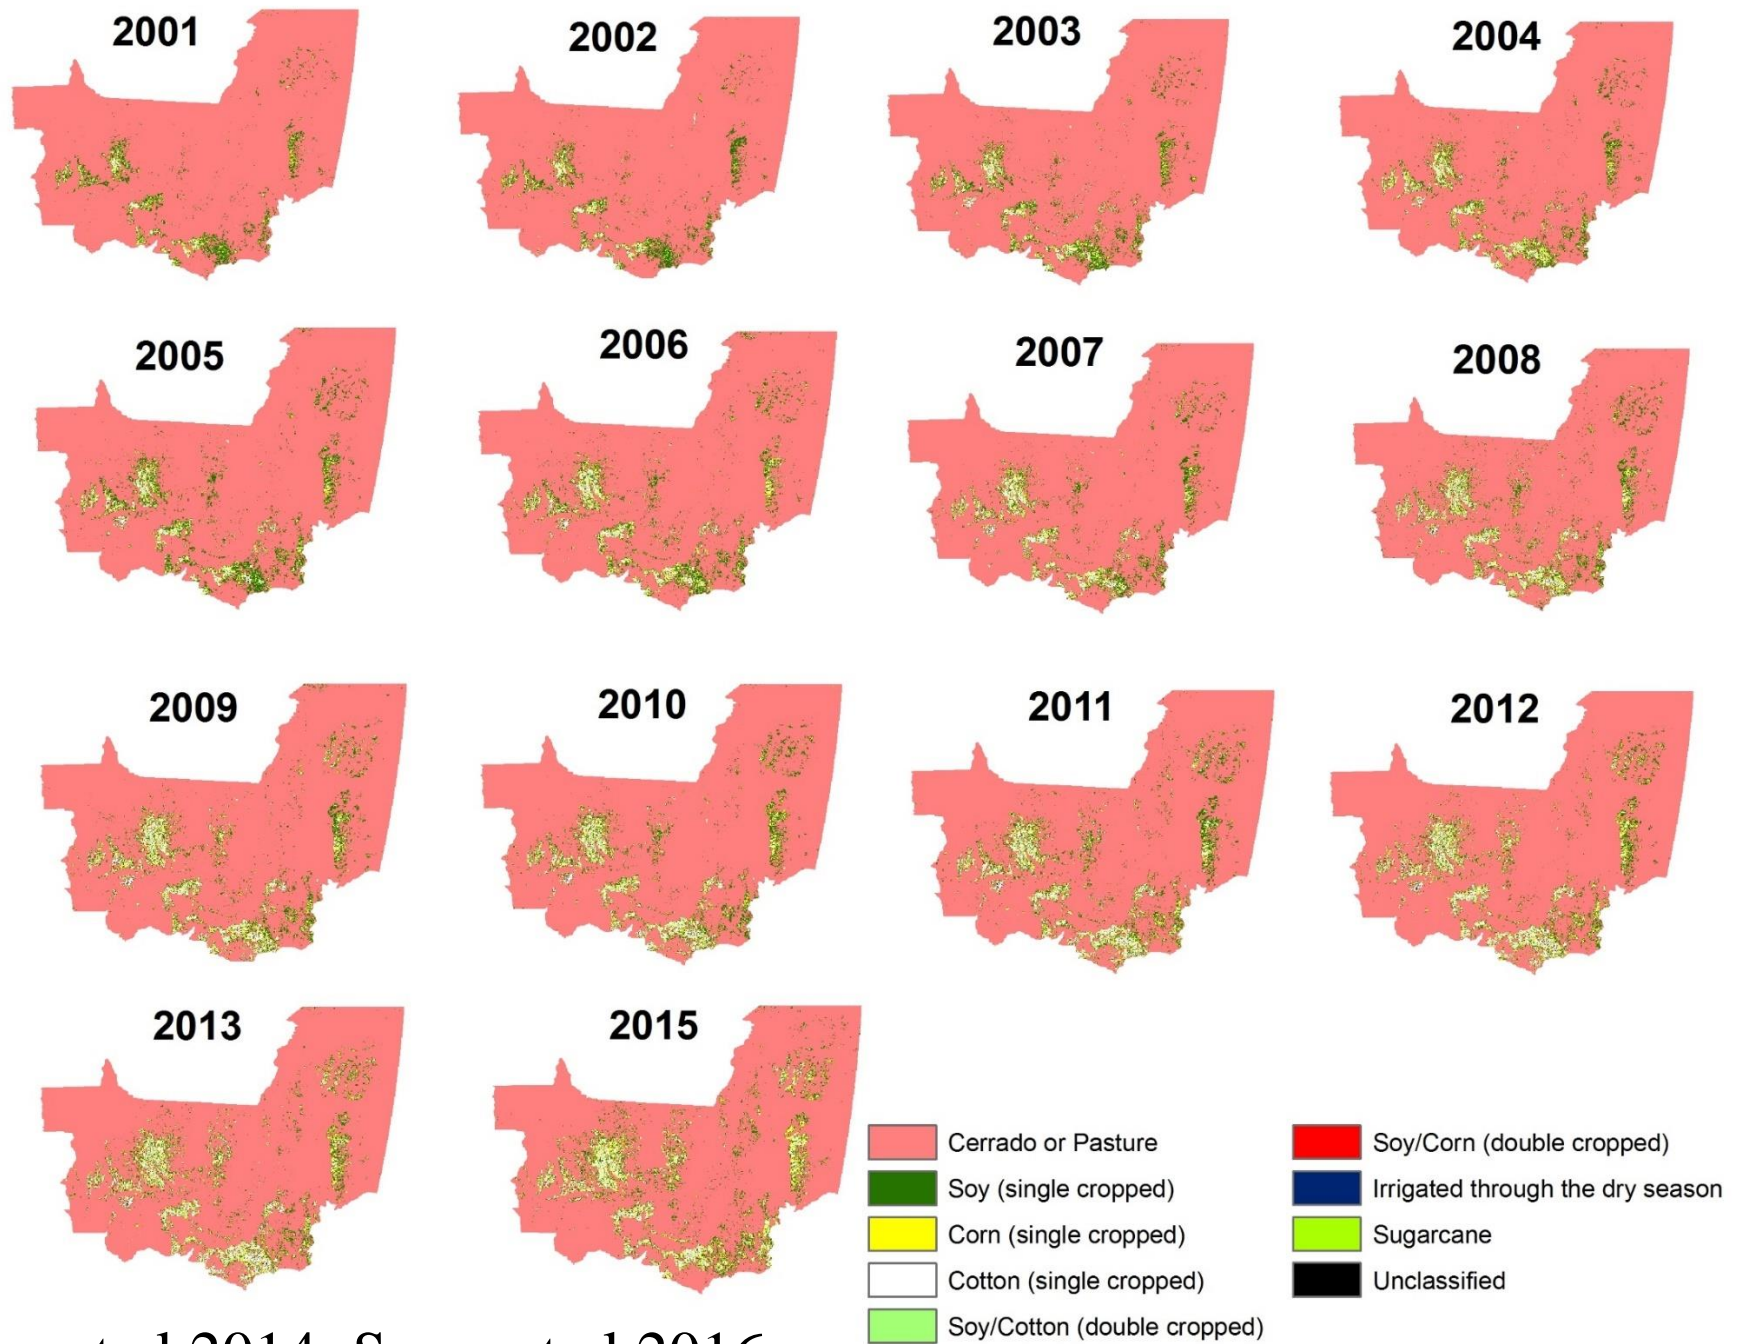 2001 2002 2003 2004
2005 2006 2007 2008
2009 2010 2011 2012
2013 2015
Cerrado or Pasture
Soy (single cropped)
Corn (single cropped)
Cotton (single cropped)
Soy/Cotton (double cropped)
Soy/Corn (double cropped)
Irrigated through the dry season
Sugarcane
Unclassified
2014 2016